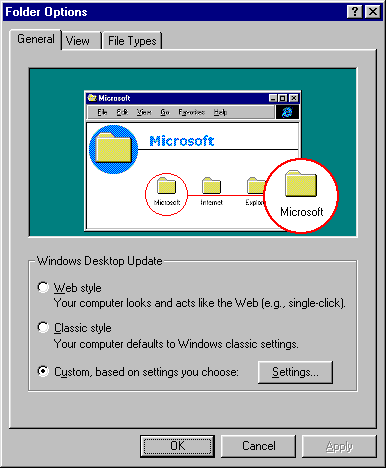 Folder Options
General View File Types
Microsoft
File Edit View Go Favorites Help
Microsoft
Microsoft Internet Explor
Microsoft
Windows Desktop Update
Web style
Your computer looks and acts like the Web (e.g., single-click).
Classic style
Your computer defaults to Windows classic settings.
Custom, based on settings you choose: Settings...
OK Cancel Apply